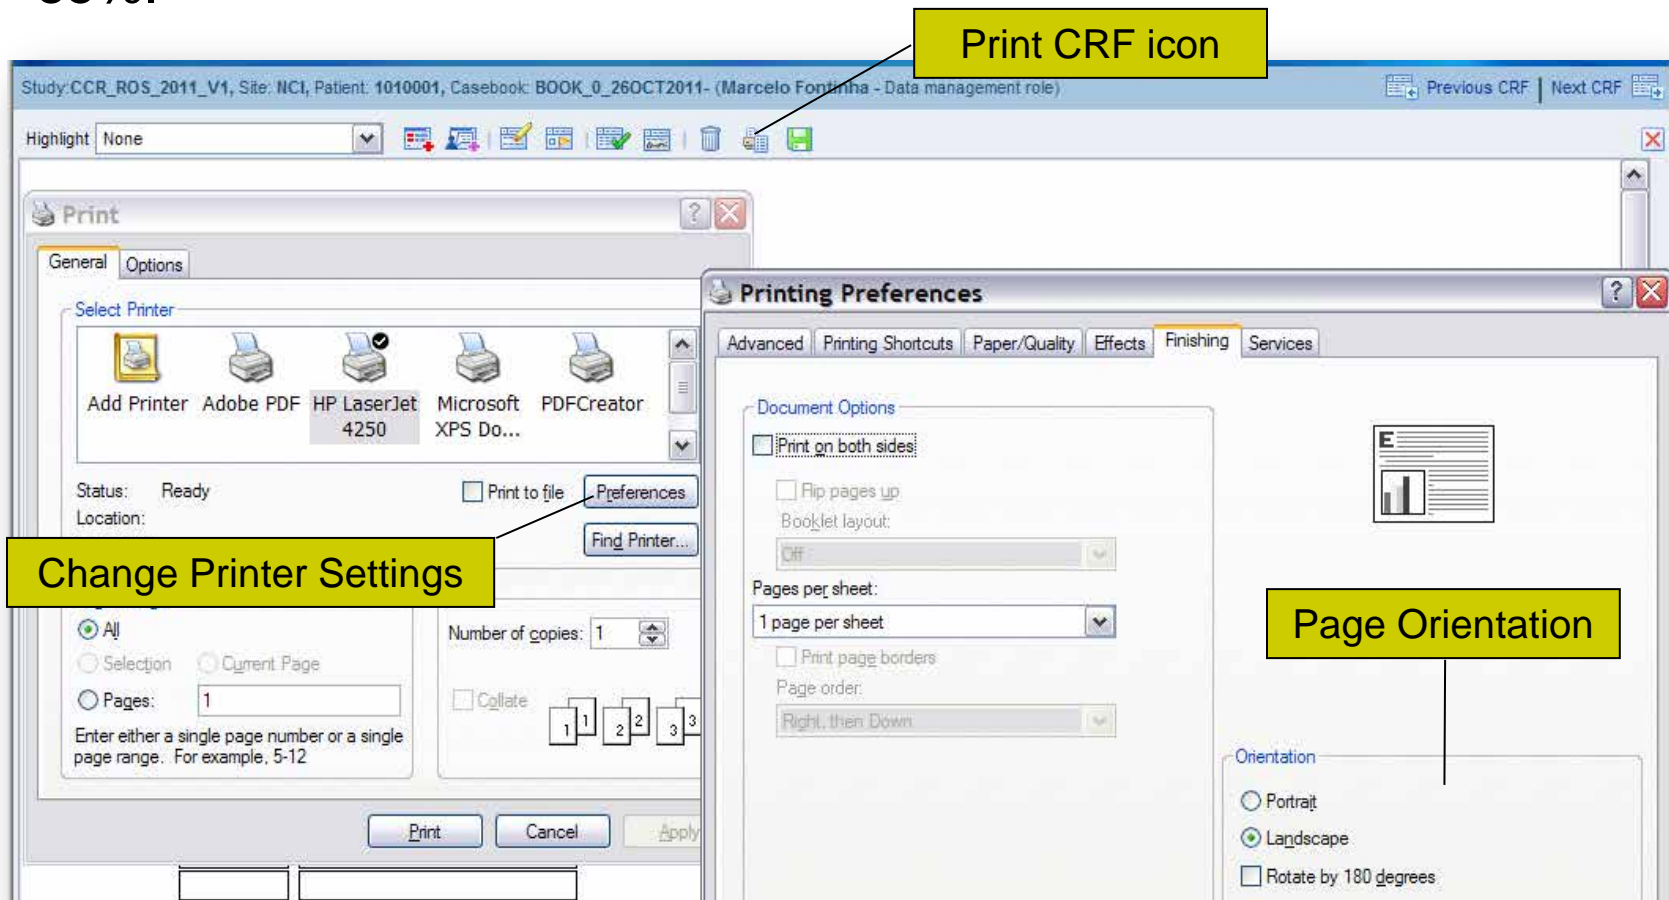 Print CRF icon
Study:CCR_ROS_2011_V1, Site: NCI, Patient: 1010001, Casebook: BOOK_0_26OCT2011- (Marcelo Fontinha - Data management role)
Previous CRF | Next CRF
Highlight None
Print
General Options
Select Printer
Add Printer Adobe PDF HP LaserJet 4250 Microsoft XPS Do... PDFCreator
Status: Ready
Print to file Preferences
Location:
Find Printer...
Change Printer Settings
All
Selection Current Page
Pages: 1
Enter either a single page number or a single
page range. For example, 5-12
Number of copies: 1
Collate
1 1 2 2 3 3
Print Cancel Apply
Printing Preferences
Advanced Printing Shortcuts Paper/Quality Effects Finishing Services
Document Options
Print on both sides
Flip pages up
Booklet layout:
Off
Pages per sheet:
1 page per sheet
Print page borders
Page order:
Right, then Down
E
Page Orientation
Orientation
Portrait
Landscape
Rotate by 180 degrees